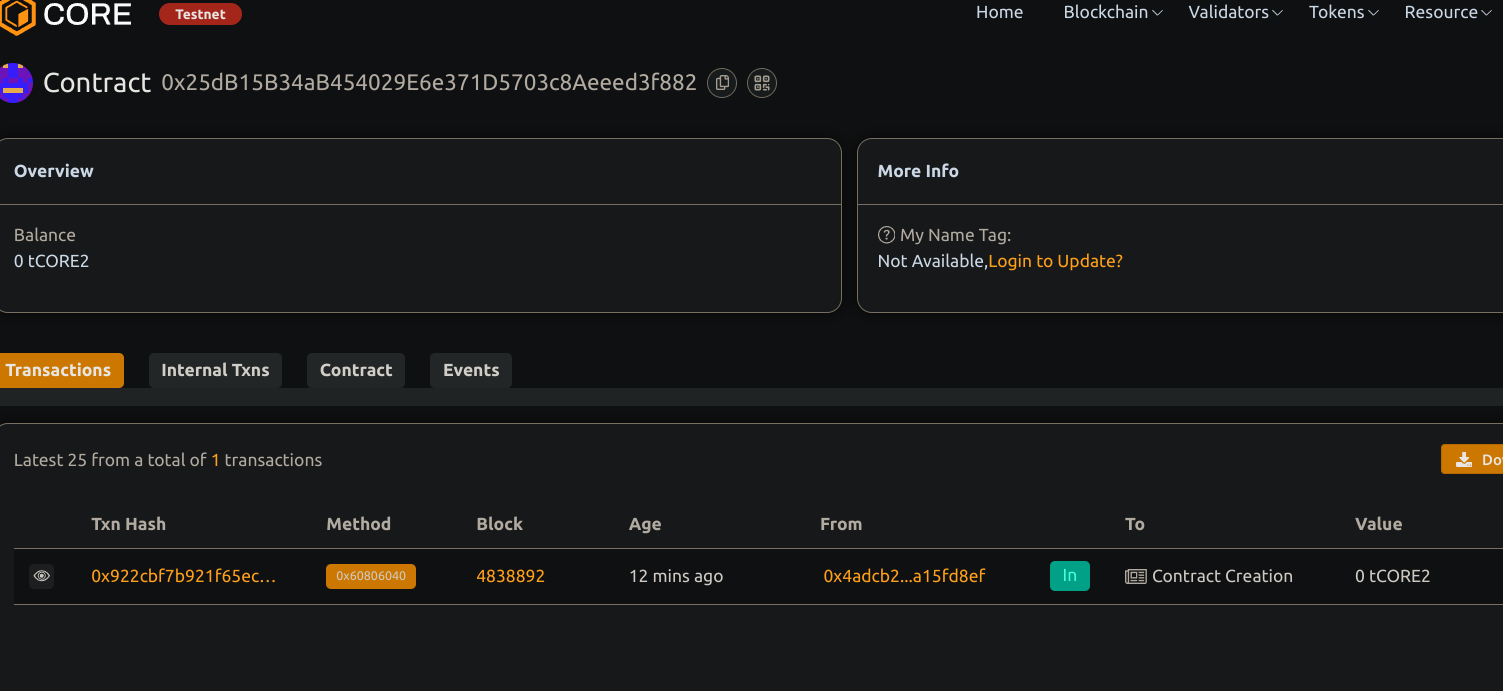 CORE Testnet Home Blockchain Validators Tokens Resource
Contract 0x25dB15B34aB454029E6e371D5703c8Aeeed3f882
Overview
More Info
Balance
0 tCORE2
My Name Tag:
Not Available,Login to Update?
Transactions Internal Txns Contract Events
Latest 25 from a total of 1 transactions
Txn Hash Method Block Age From To Value
0x922cbf7b921f65ec... 0x60806040 4838892 12 mins ago 0x4adcb2...a15fd8ef In Contract Creation 0 tCORE2